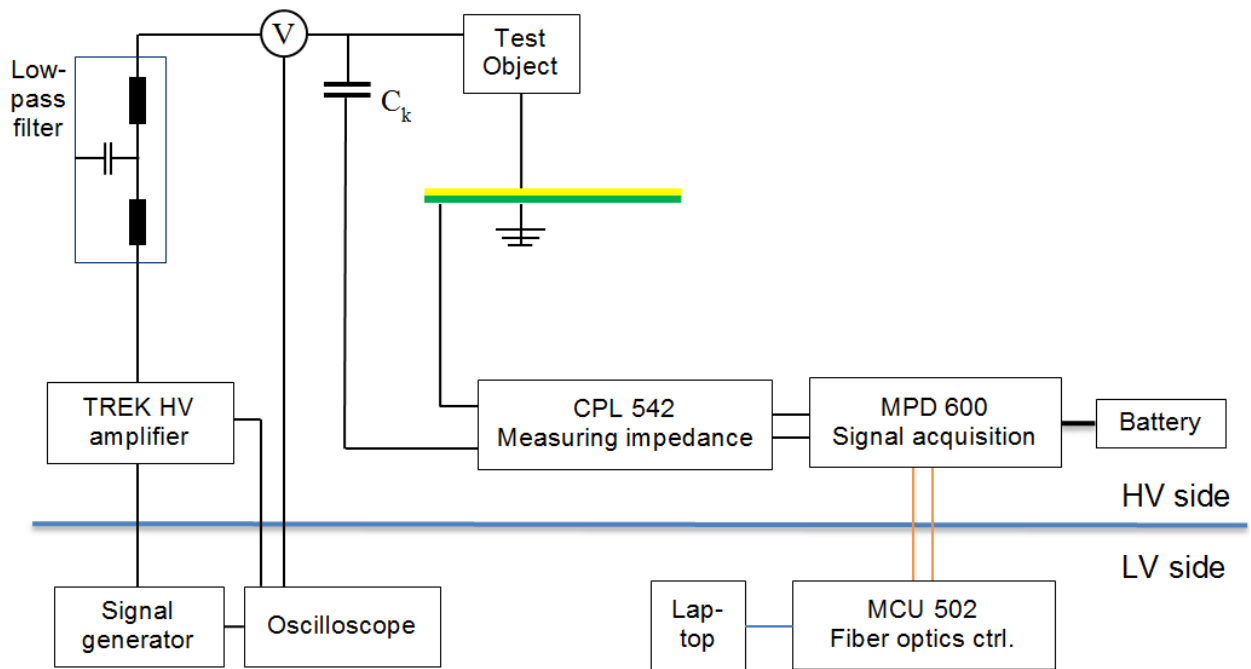 V
Test
Object
Low-
pass
filter
Ck
TREK HV
amplifier
CPL 542
Measuring impedance
MPD 600
Signal acquisition
Battery
HV side
LV side
Signal
generator
Oscilloscope
Lap-
top
MCU 502
Fiber optics ctrl.